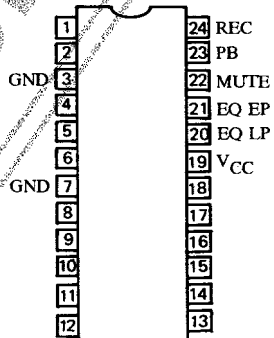 1 24 REC
2 23 PB
GND 3 22 MUTE
4 21 EQ EP
5 20 EQ LP
6 19 VCC
GND 7 18
8 17
9 16
10 15
11 14
12 13